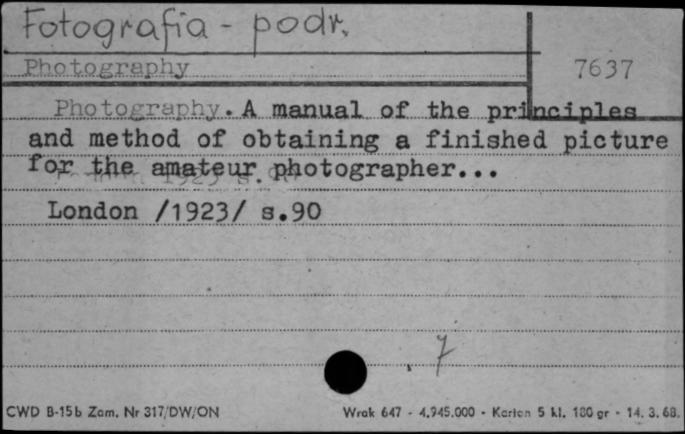 Fotografia - podr.
Photography
7637
Photography. A manual of the principles
and method of obtaining a finished picture
for the amateur photographer...
London /1923/ s.90
7
CWD B-15b Zam. Nr 317/DW/ON
Wrak 647 - 4.945.000 - Karton 5 kl. 180 gr - 14. 3. 68.